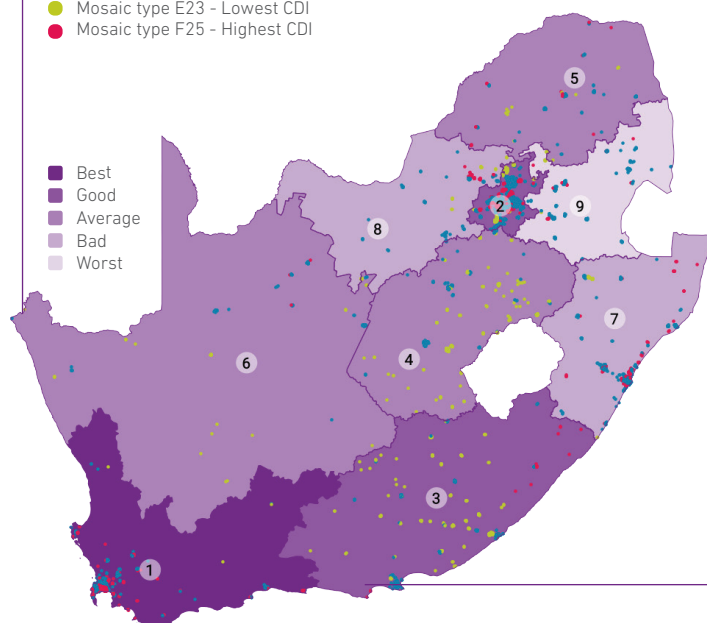 Mosaic type E23 - Lowest CDI
Mosaic type F25 - Highest CDI
5
Best
Good
Average
Bad
Worst
2
9
8
7
6
4
3
1